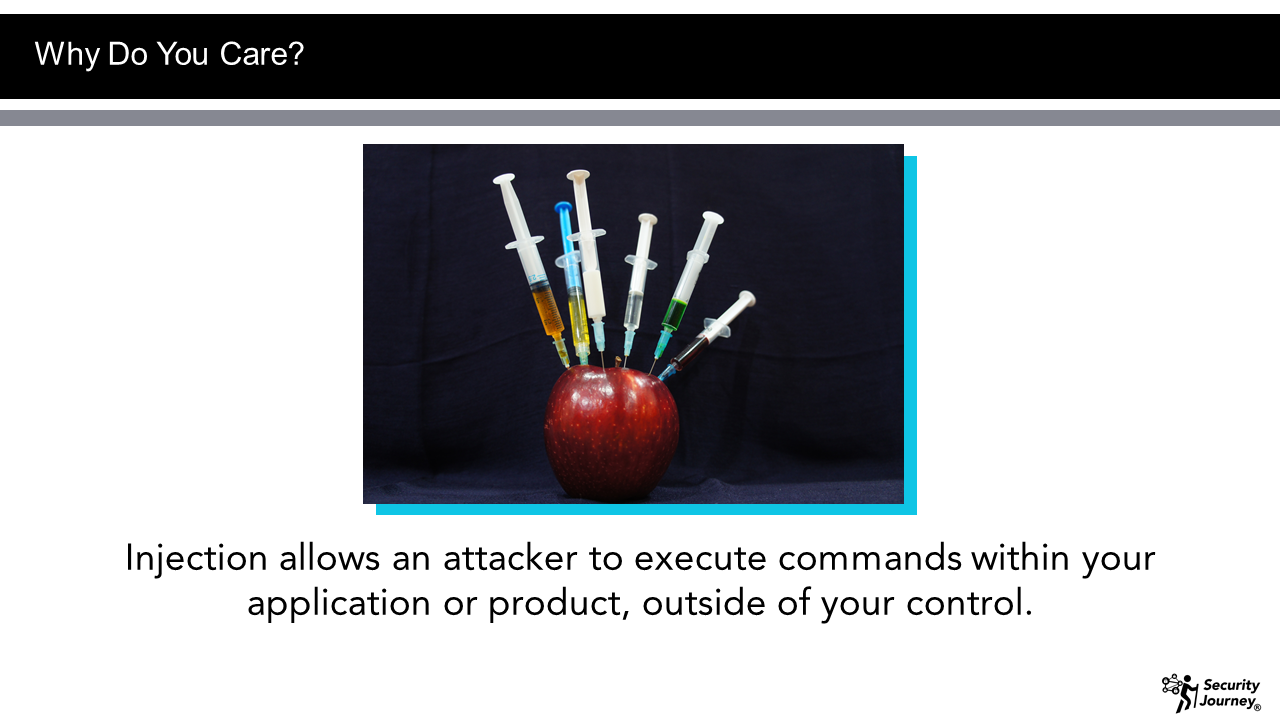 Why Do You Care?
Injection allows an attacker to execute commands within your
application or product, outside of your control.
Security
Journey®